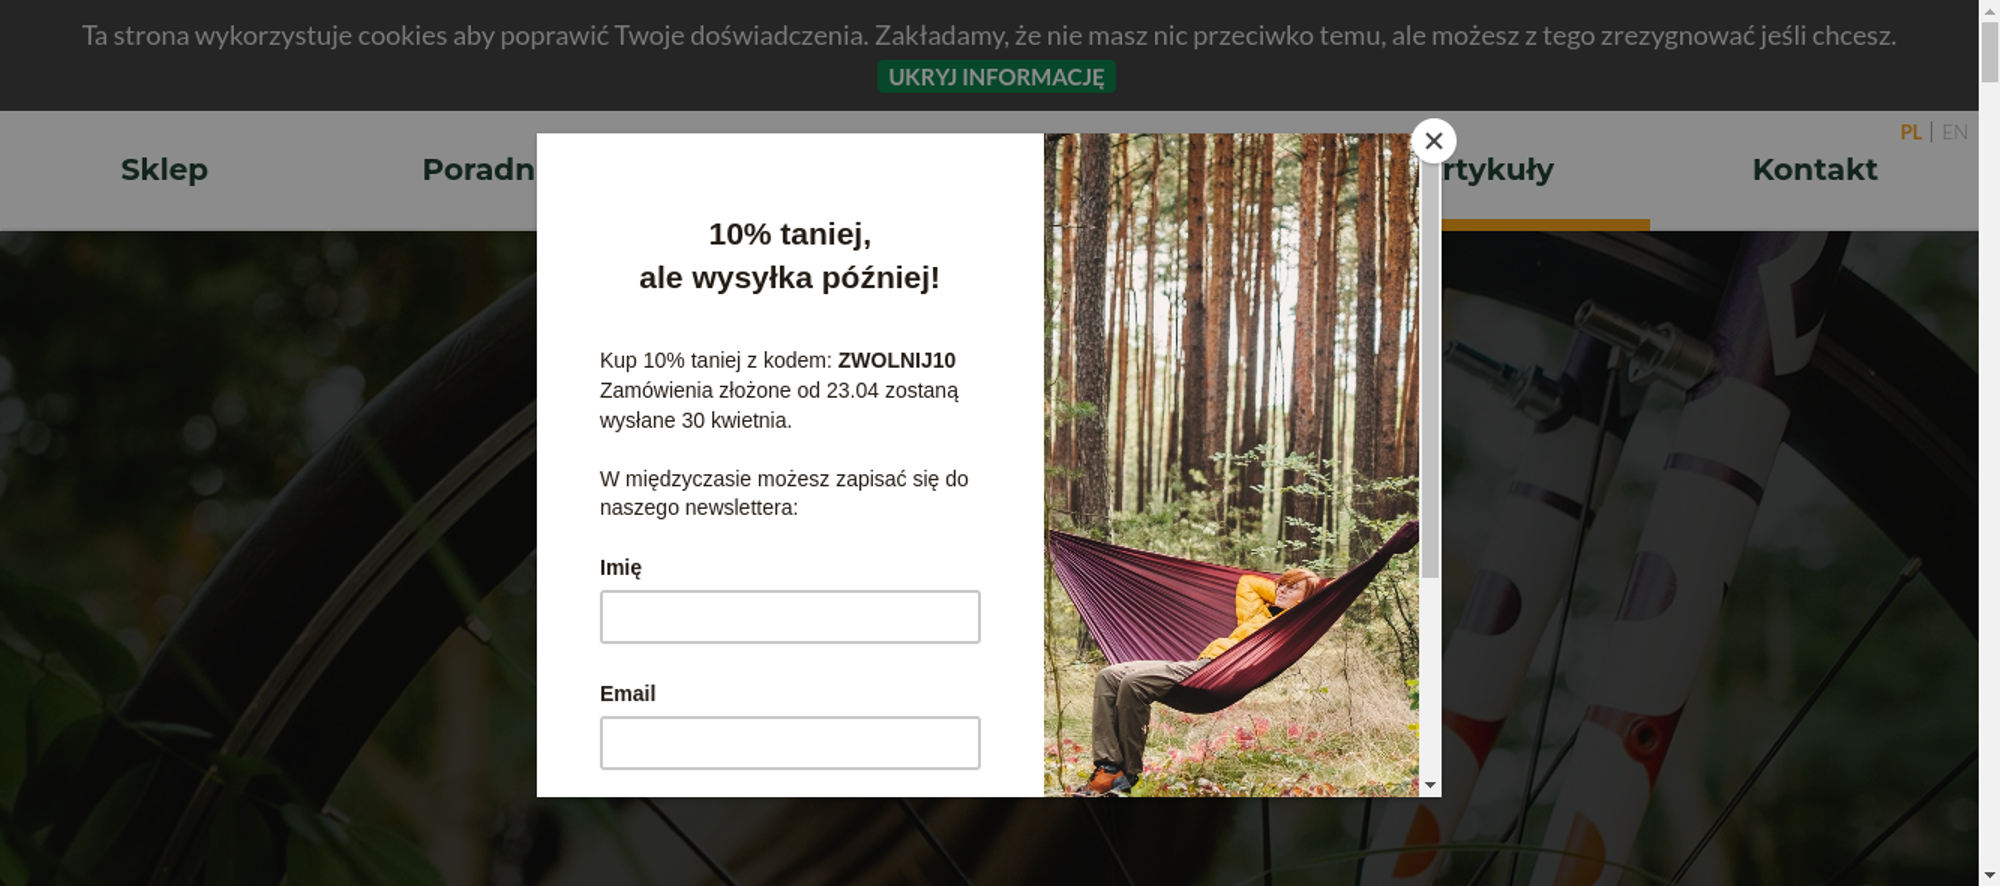 Ta strona wykorzystuje cookies aby poprawić Twoje doświadczenia. Zakładamy, że nie masz nic przeciwko temu, ale możesz z tego zrezygnować jeśli chcesz.
UKRYJ INFORMACJĘ
PL | EN
Sklep
Poradn
rtykuły
Kontakt
10% taniej,
ale wysyłka później!
Kup 10% taniej z kodem: ZWOLNIJ10
Zamówienia złożone od 23.04 zostaną
wysłane 30 kwietnia.
W międzyczasie możesz zapisać się do
naszego newslettera:
Imię
Email